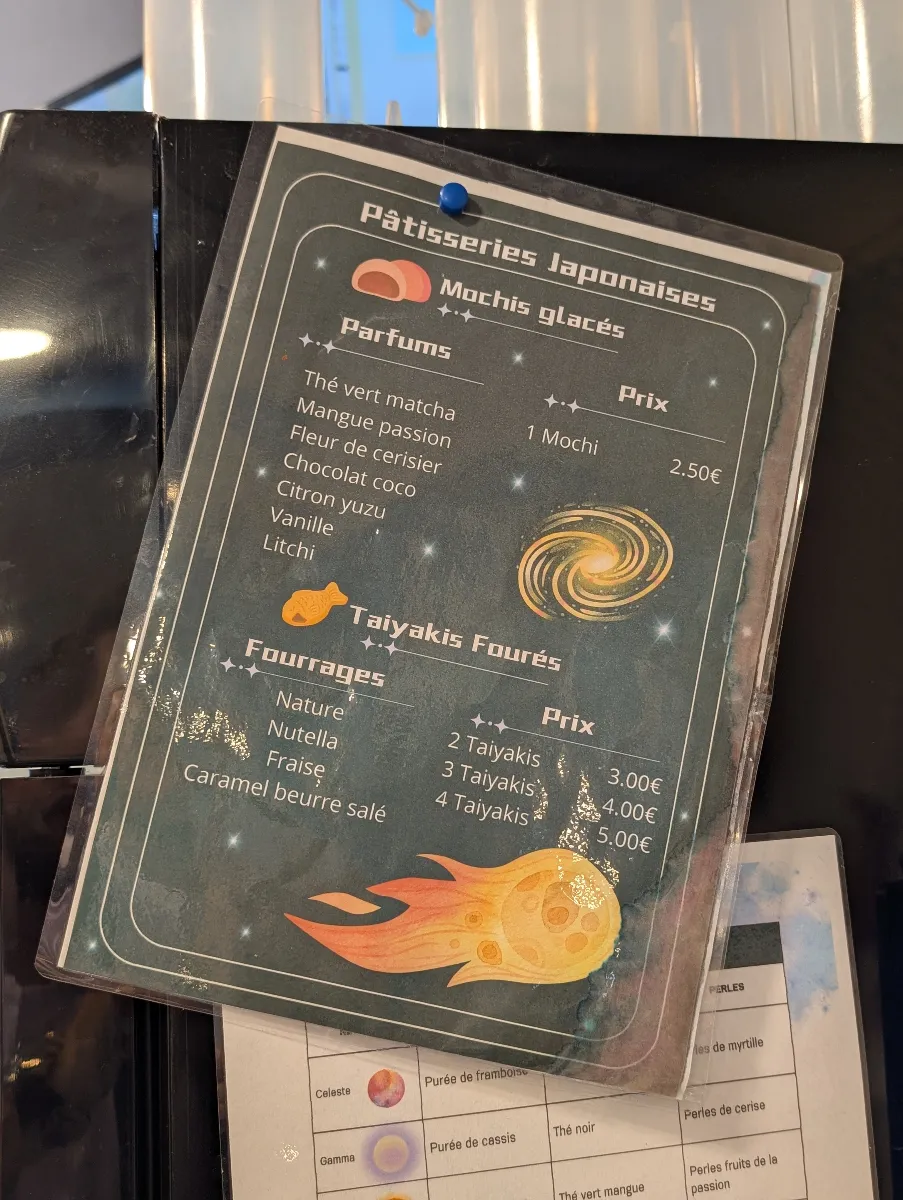 Pâtisseries Japonaises
Mochis glacés
Parfums
Thé vert matcha
Mangue passion
Fleur de cerisier
Chocolat coco
Citron yuzu
Vanille
Litchi
Prix
1 Mochi 2.50€
Taiyakis Fourés
Fourrages
Nature
Nutella
Fraise
Caramel beurre salé
Prix
2 Taiyakis 3.00€
3 Taiyakis 4.00€
4 Taiyakis 5.00€
PERLES
de myrtille
Celeste Purée de framboise Perles de cerise
Gamma Purée de cassis Thé noir
Thé vert mangue Perles fruits de la
passion